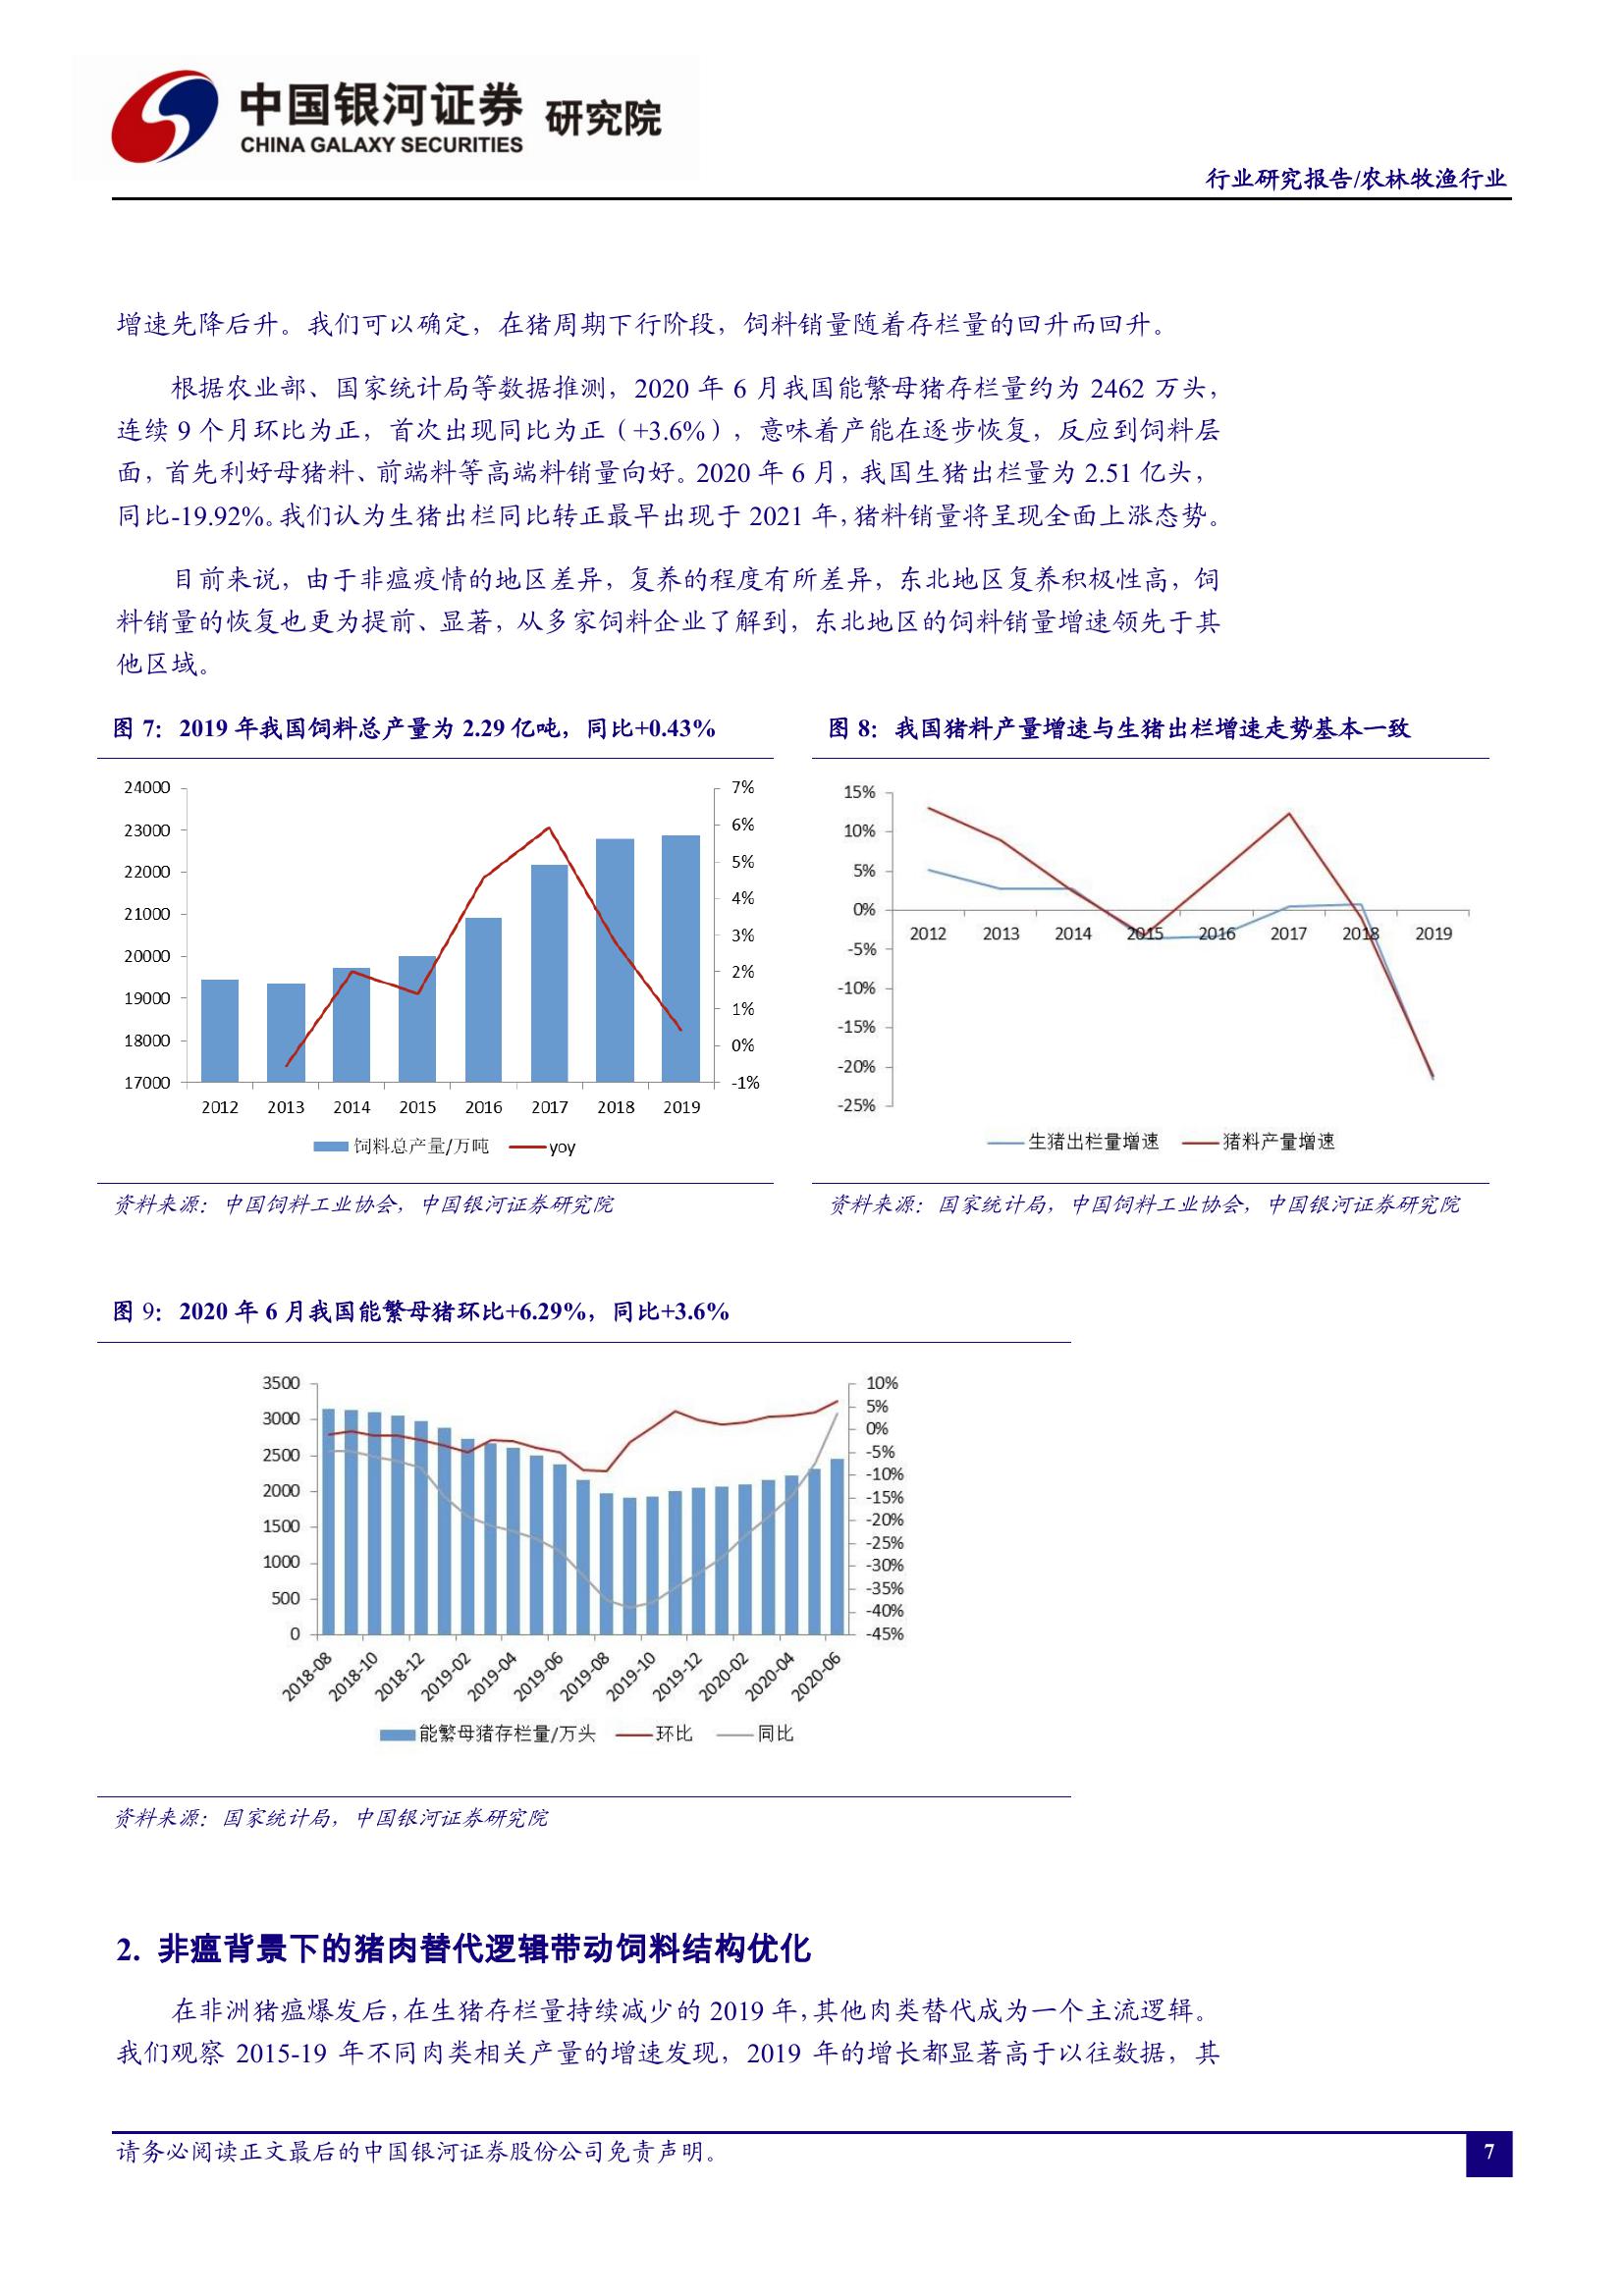 中国银河证券 研究院
CHINA GALAXY SECURITIES
行业研究报告/农林牧渔行业
增速先降后升。我们可以确定，在猪周期下行阶段，饲料销量随着存栏量的回升而回升。
根据农业部、国家统计局等数据推测，2020 年 6 月我国能繁母猪存栏量约为 2462 万头，
连续 9 个月环比为正，首次出现同比为正（+3.6%），意味着产能在逐步恢复，反应到饲料层
面，首先利好母猪料、前端料等高端料销量向好。2020 年 6 月，我国生猪出栏量为 2.51 亿头，
同比-19.92%。我们认为生猪出栏同比转正最早出现于 2021 年，猪料销量将呈现全面上涨态势。
目前来说，由于非瘟疫情的地区差异，复养的程度有所差异，东北地区复养积极性高，饲
料销量的恢复也更为提前、显著，从多家饲料企业了解到，东北地区的饲料销量增速领先于其
他区域。
图 7：2019 年我国饲料总产量为 2.29 亿吨，同比+0.43%
24000
23000
22000
21000
20000
19000
18000
17000
7%
6%
5%
4%
3%
2%
1%
0%
-1%
2012 2013 2014 2015 2016 2017 2018 2019
饲料总产量/万吨 yoy
资料来源：中国饲料工业协会，中国银河证券研究院
图 8：我国猪料产量增速与生猪出栏增速走势基本一致
15%
10%
5%
0%
-5%
-10%
-15%
-20%
-25%
2012 2013 2014 2015 2016 2017 2018 2019
生猪出栏量增速 猪料产量增速
资料来源：国家统计局，中国饲料工业协会，中国银河证券研究院
图 9：2020 年 6 月我国能繁母猪环比+6.29%，同比+3.6%
3500
3000
2500
2000
1500
1000
500
0
10%
5%
0%
-5%
-10%
-15%
-20%
-25%
-30%
-35%
-40%
-45%
2018-08 2018-10 2018-12 2019-02 2019-04 2019-06 2019-08 2019-10 2019-12 2020-02 2020-04 2020-06
能繁母猪存栏量/万头 环比 同比
资料来源：国家统计局，中国银河证券研究院
2. 非瘟背景下的猪肉替代逻辑带动饲料结构优化
在非洲猪瘟爆发后，在生猪存栏量持续减少的 2019 年，其他肉类替代成为一个主流逻辑。
我们观察 2015-19 年不同肉类相关产量的增速发现，2019 年的增长都显著高于以往数据，其
请务必阅读正文最后的中国银河证券股份公司免责声明。
7